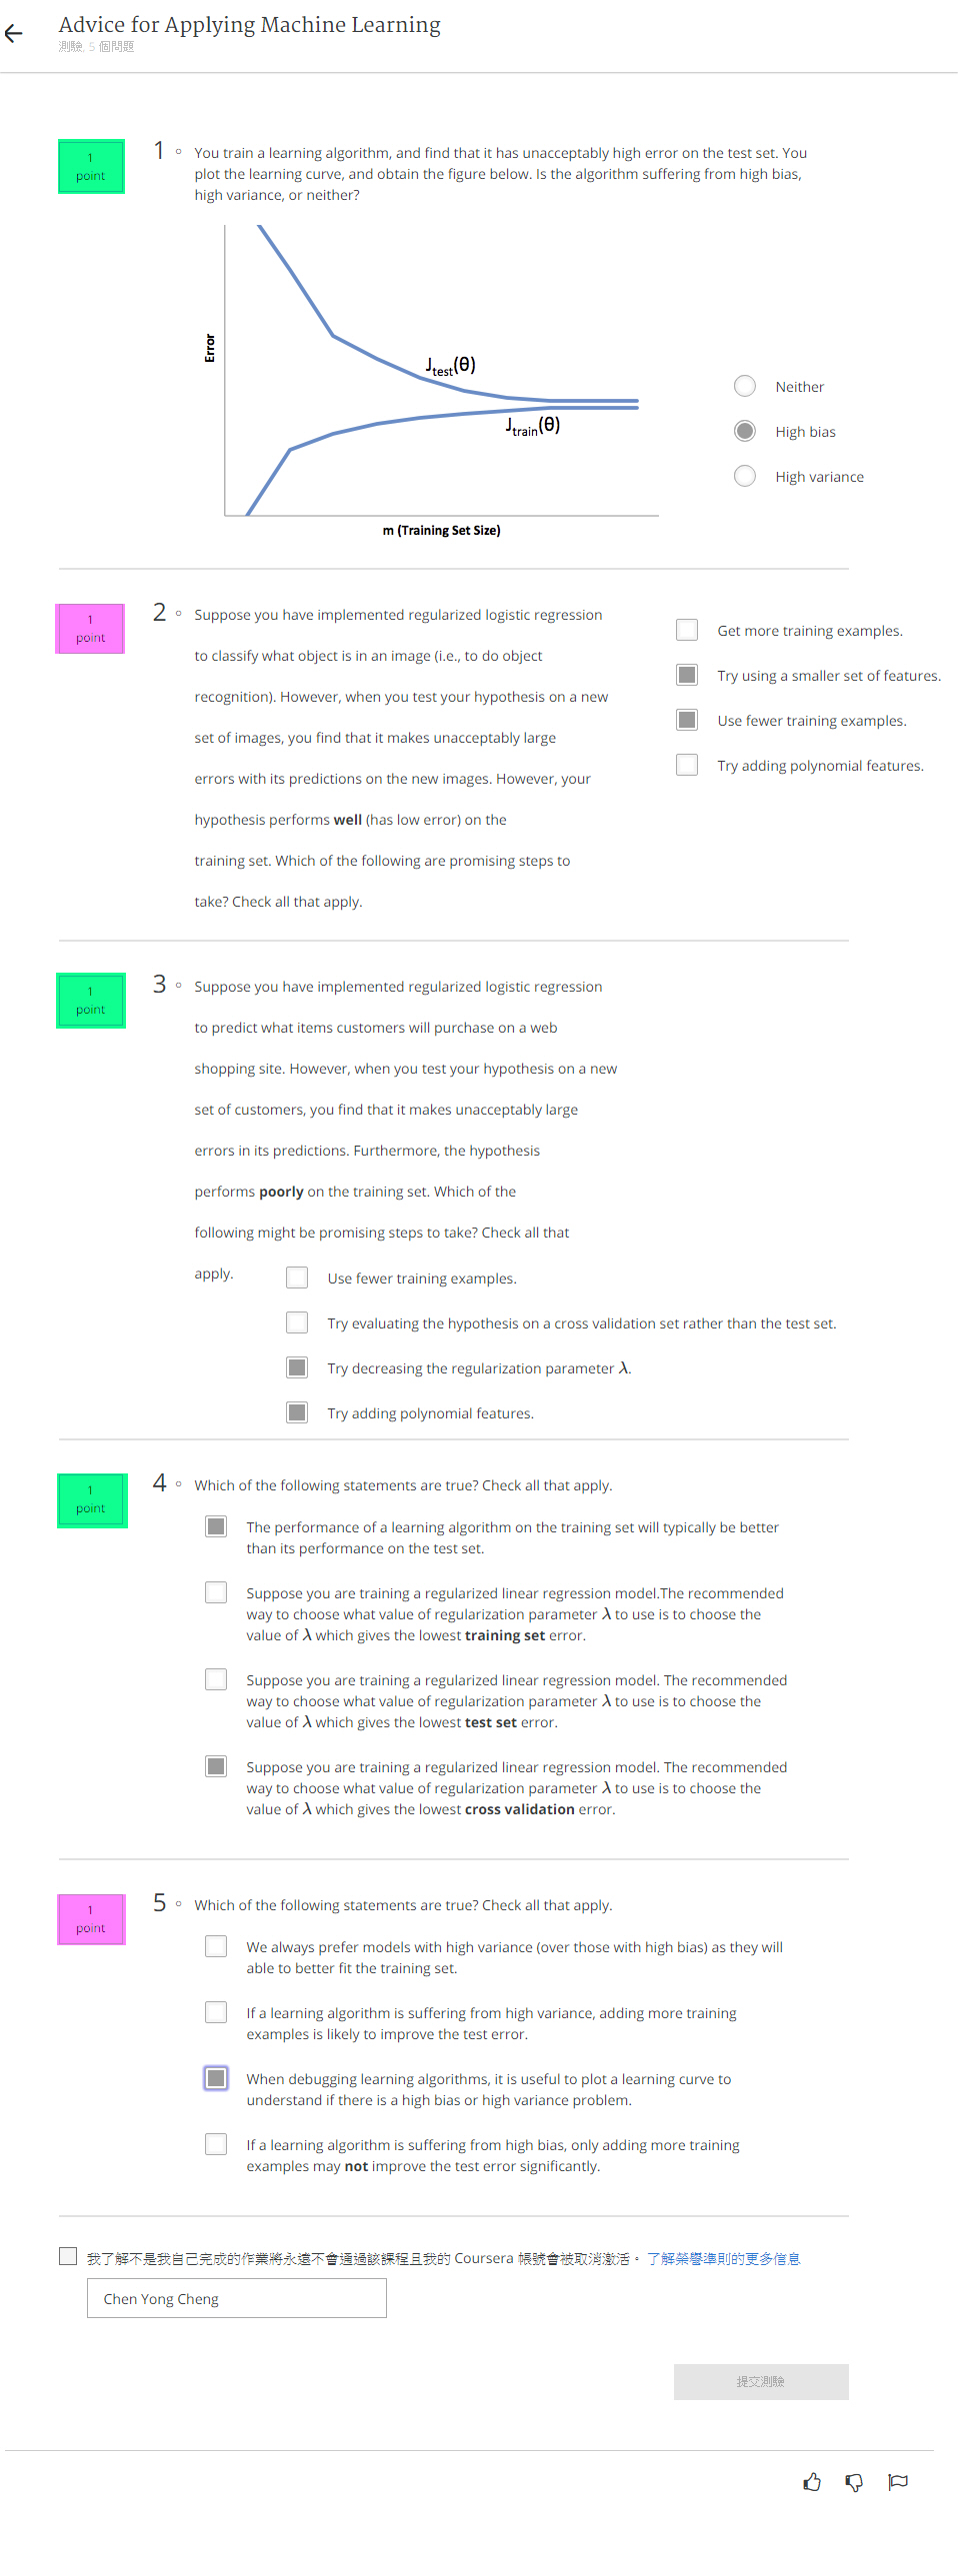 Advice for Applying Machine Learning
測驗, 5 個問題
1
point
1
You train a learning algorithm, and find that it has unacceptably high error on the test set. You
plot the learning curve, and obtain the figure below. Is the algorithm suffering from high bias,
high variance, or neither?
Error
Jtest(θ)
Jtrain(θ)
m (Training Set Size)
Neither
High bias
High variance
1
point
2
Suppose you have implemented regularized logistic regression
to classify what object is in an image (i.e., to do object
recognition). However, when you test your hypothesis on a new
set of images, you find that it makes unacceptably large
errors with its predictions on the new images. However, your
hypothesis performs well (has low error) on the
training set. Which of the following are promising steps to
take? Check all that apply.
Get more training examples.
Try using a smaller set of features.
Use fewer training examples.
Try adding polynomial features.
1
point
3
Suppose you have implemented regularized logistic regression
to predict what items customers will purchase on a web
shopping site. However, when you test your hypothesis on a new
set of customers, you find that it makes unacceptably large
errors in its predictions. Furthermore, the hypothesis
performs poorly on the training set. Which of the
following might be promising steps to take? Check all that
apply.
Use fewer training examples.
Try evaluating the hypothesis on a cross validation set rather than the test set.
Try decreasing the regularization parameter λ.
Try adding polynomial features.
1
point
4
Which of the following statements are true? Check all that apply.
The performance of a learning algorithm on the training set will typically be better
than its performance on the test set.
Suppose you are training a regularized linear regression model.The recommended
way to choose what value of regularization parameter λ to use is to choose the
value of λ which gives the lowest training set error.
Suppose you are training a regularized linear regression model. The recommended
way to choose what value of regularization parameter λ to use is to choose the
value of λ which gives the lowest test set error.
Suppose you are training a regularized linear regression model. The recommended
way to choose what value of regularization parameter λ to use is to choose the
value of λ which gives the lowest cross validation error.
1
point
5
Which of the following statements are true? Check all that apply.
We always prefer models with high variance (over those with high bias) as they will
able to better fit the training set.
If a learning algorithm is suffering from high variance, adding more training
examples is likely to improve the test error.
When debugging learning algorithms, it is useful to plot a learning curve to
understand if there is a high bias or high variance problem.
If a learning algorithm is suffering from high bias, only adding more training
examples may not improve the test error significantly.
我了解不是我自己完成的作業將永遠不會通過該課程且我的 Coursera 帳號會被取消激活。 了解榮譽準則的更多信息
Chen Yong Cheng
提交測驗